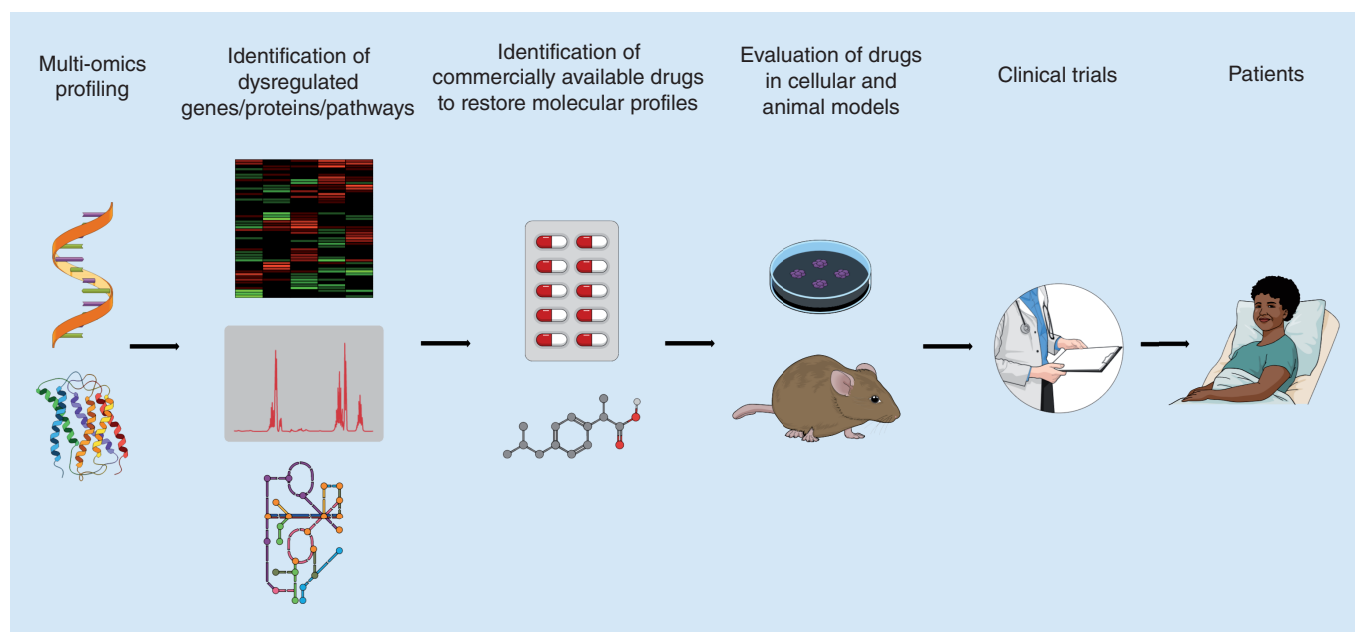 Multi-omics
profiling
Identification of
dysregulated
genes/proteins/pathways
Identification of
commercially available drugs
to restore molecular profiles
Evaluation of drugs
in cellular and
animal models
Clinical trials
Patients